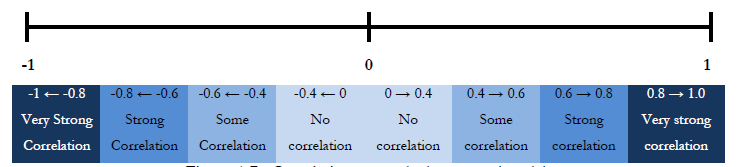 -1 0 1
-1 ← -0.8 -0.8 ← -0.6 -0.6 ← -0.4 -0.4 ← 0 0 → 0.4 0.4 → 0.6 0.6 → 0.8 0.8 → 1.0
Very Strong Strong Some No No Some Strong Very strong
Correlation Correlation Correlation correlation correlation correlation correlation correlation